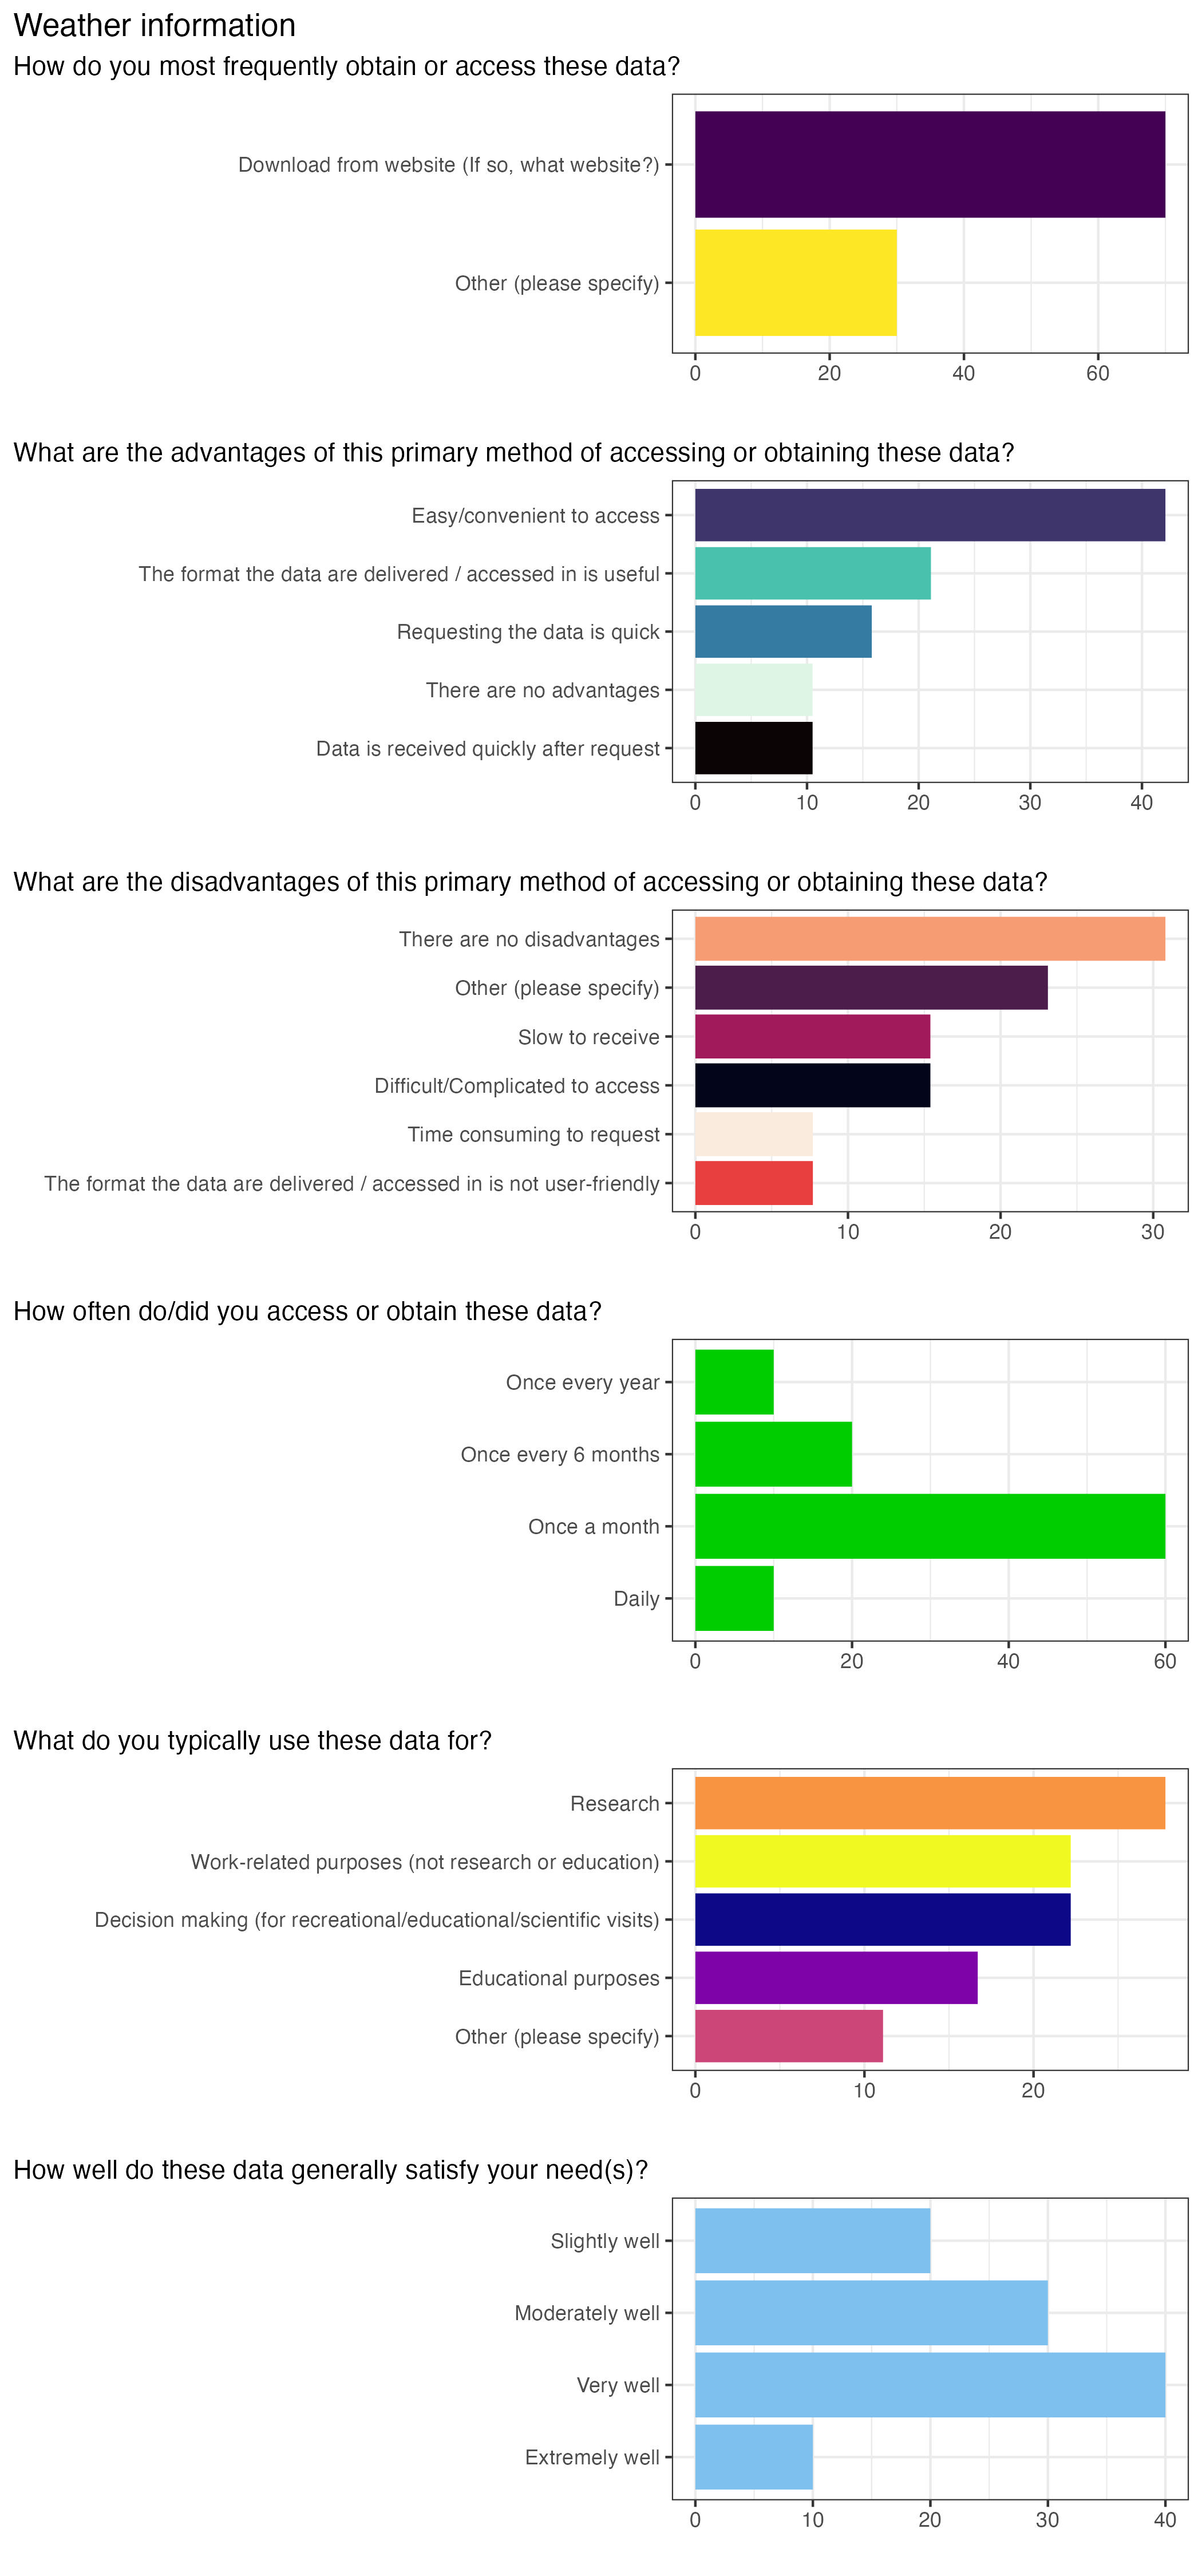 Weather information
How do you most frequently obtain or access these data?
Download from website (If so, what website?)
Other (please specify)
0 20 40 60
What are the advantages of this primary method of accessing or obtaining these data?
Easy/convenient to access
The format the data are delivered / accessed in is useful
Requesting the data is quick
There are no advantages
Data is received quickly after request
0 10 20 30 40
What are the disadvantages of this primary method of accessing or obtaining these data?
There are no disadvantages
Other (please specify)
Slow to receive
Difficult/Complicated to access
Time consuming to request
The format the data are delivered / accessed in is not user-friendly
0 10 20 30
How often do/did you access or obtain these data?
Once every year
Once every 6 months
Once a month
Daily
0 20 40 60
What do you typically use these data for?
Research
Work-related purposes (not research or education)
Decision making (for recreational/educational/scientific visits)
Educational purposes
Other (please specify)
0 10 20
How well do these data generally satisfy your need(s)?
Slightly well
Moderately well
Very well
Extremely well
0 10 20 30 40